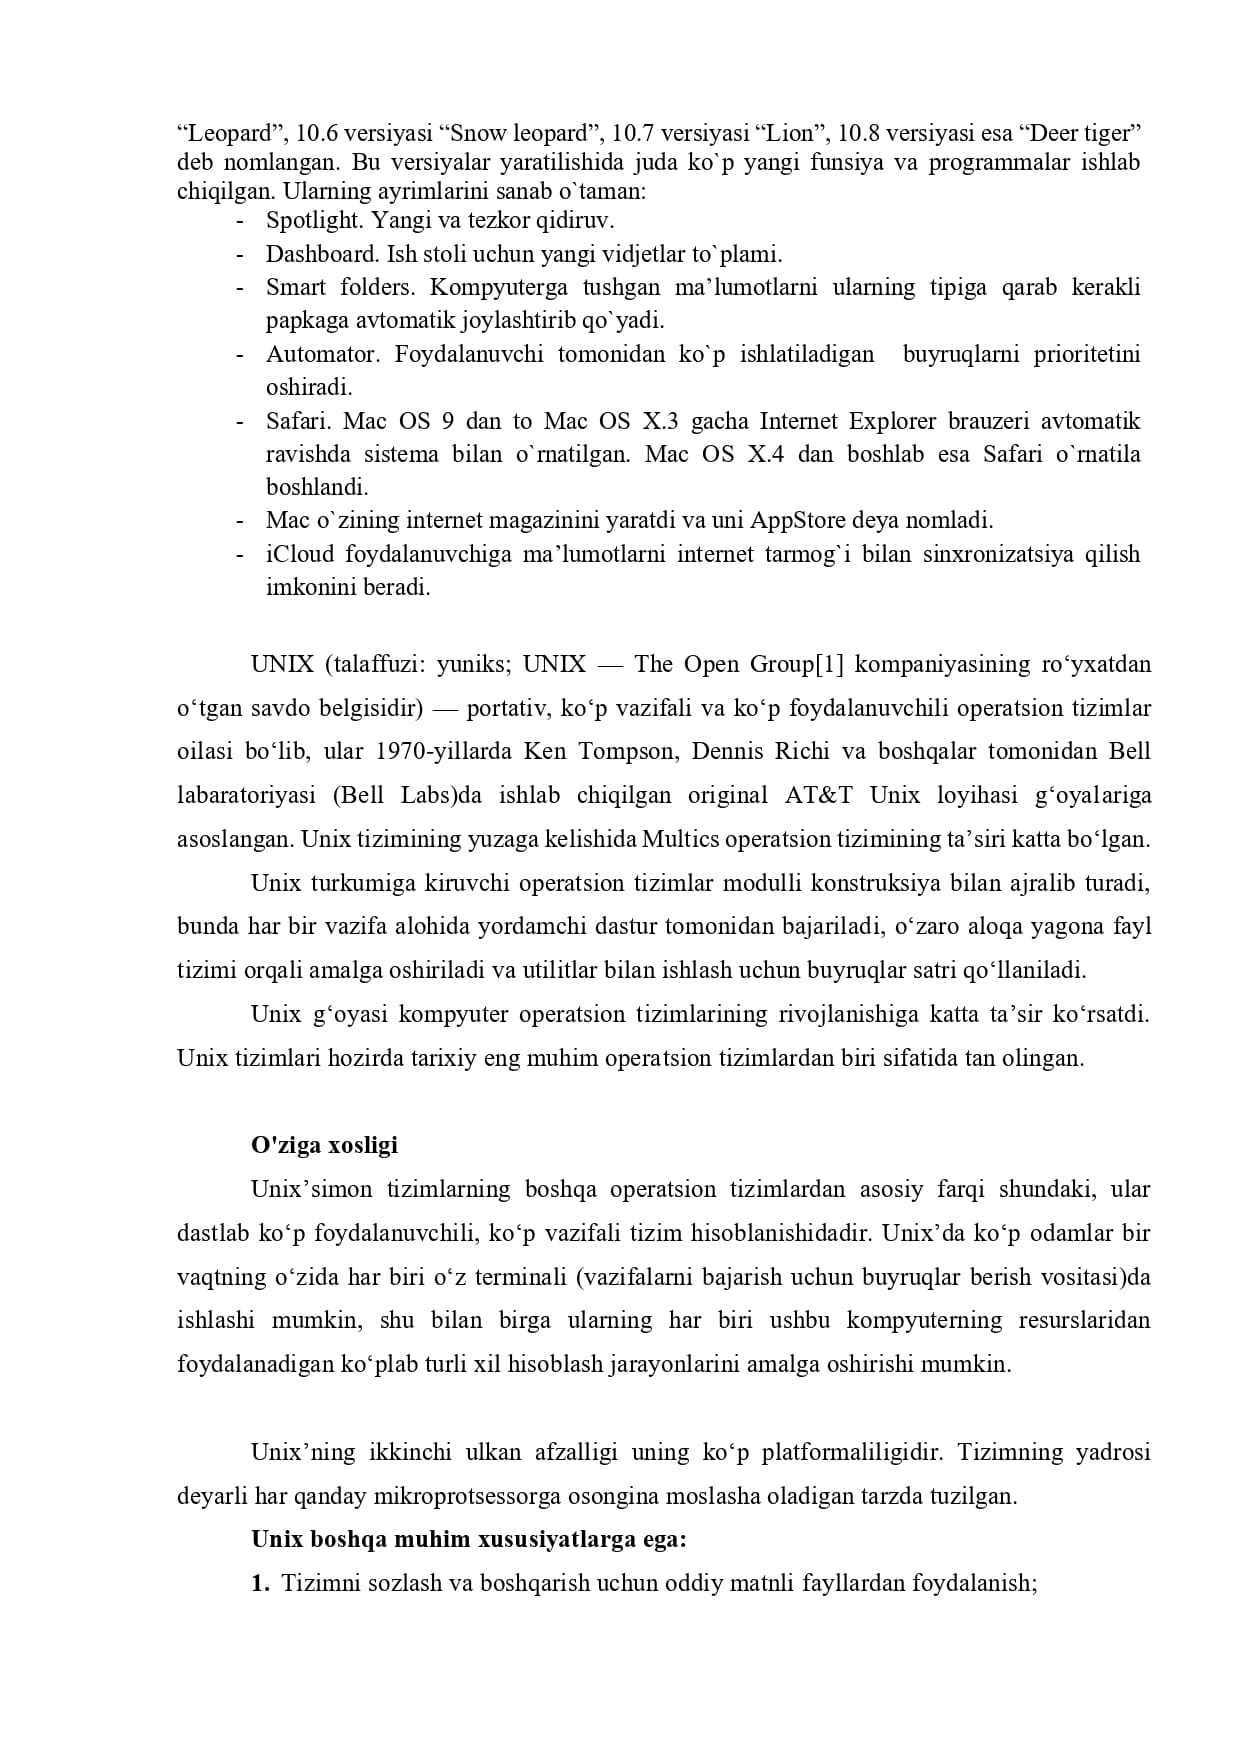 “Leopard”, 10.6 versiyasi “Snow leopard”, 10.7 versiyasi “Lion”, 10.8 versiyasi esa “Deer tiger”
deb nomlangan. Bu versiyalar yaratilishida juda ko`p yangi funsiya va programmalar ishlab
chiqilgan. Ularning ayrimlarini sanab o`taman:
- Spotlight. Yangi va tezkor qidiruv.
- Dashboard. Ish stoli uchun yangi vidjetlar to`plami.
- Smart folders. Kompyuterga tushgan ma’lumotlarni ularning tipiga qarab kerakli
papkaga avtomatik joylashtirib qo`yadi.
- Automator. Foydalanuvchi tomonidan ko`p ishlatiladigan buyruqlarni prioritetini
oshiradi.
- Safari. Mac OS 9 dan to Mac OS X.3 gacha Internet Explorer brauzeri avtomatik
ravishda sistema bilan o`rnatilgan. Mac OS X.4 dan boshlab esa Safari o`rnatila
boshlandi.
- Mac o`zining internet magazinini yaratdi va uni AppStore deya nomladi.
- iCloud foydalanuvchiga ma’lumotlarni internet tarmog`i bilan sinxronizatsiya qilish
imkonini beradi.
UNIX (talaffuzi: yuniks; UNIX — The Open Group[1] kompaniyasining ro‘yxatdan
o‘tgan savdo belgisidir) — portativ, ko‘p vazifali va ko‘p foydalanuvchili operatsion tizimlar
oilasi bo‘lib, ular 1970-yillarda Ken Tompson, Dennis Richi va boshqalar tomonidan Bell
labaratoriyasi (Bell Labs)da ishlab chiqilgan original AT&T Unix loyihasi g‘oyalariga
asoslangan. Unix tizimining yuzaga kelishida Multics operatsion tizimining ta’siri katta bo‘lgan.
Unix turkumiga kiruvchi operatsion tizimlar modulli konstruksiya bilan ajralib turadi,
bunda har bir vazifa alohida yordamchi dastur tomonidan bajariladi, o‘zaro aloqa yagona fayl
tizimi orqali amalga oshiriladi va utilitlar bilan ishlash uchun buyruqlar satri qo‘llaniladi.
Unix g‘oyasi kompyuter operatsion tizimlarining rivojlanishiga katta ta’sir ko‘rsatdi.
Unix tizimlari hozirda tarixiy eng muhim operatsion tizimlardan biri sifatida tan olingan.
O'ziga xosligi
Unix’simon tizimlarning boshqa operatsion tizimlardan asosiy farqi shundaki, ular
dastlab ko‘p foydalanuvchili, ko‘p vazifali tizim hisoblanishidadir. Unix’da ko‘p odamlar bir
vaqtning o‘zida har biri o‘z terminali (vazifalarni bajarish uchun buyruqlar berish vositasi)da
ishlashi mumkin, shu bilan birga ularning har biri ushbu kompyuterning resurslaridan
foydalanadigan ko‘plab turli xil hisoblash jarayonlarini amalga oshirishi mumkin.
Unix’ning ikkinchi ulkan afzalligi uning ko‘p platformaliligidir. Tizimning yadrosi
deyarli har qanday mikroprotsessorga osongina moslasha oladigan tarzda tuzilgan.
Unix boshqa muhim xususiyatlarga ega:
1. Tizimni sozlash va boshqarish uchun oddiy matnli fayllardan foydalanish;